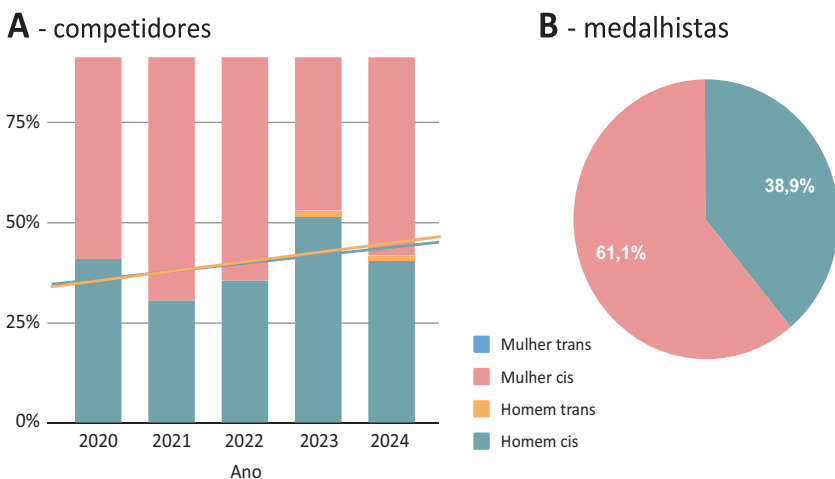 A - competidores
75%
50%
25%
0%
2020 2021 2022 2023 2024
Ano
B - medalhistas
38,9%
61,1%
Mulher trans
Mulher cis
Homem trans
Homem cis